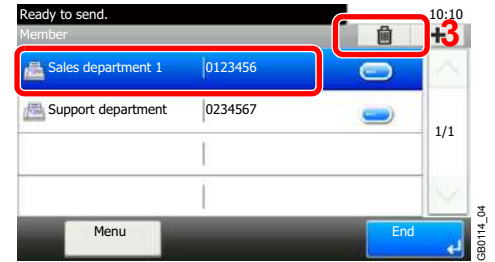 Ready to send. 10:10
Member 3
Sales department 1 0123456
Support department 0234567
1/1
Menu End
GB0114_04